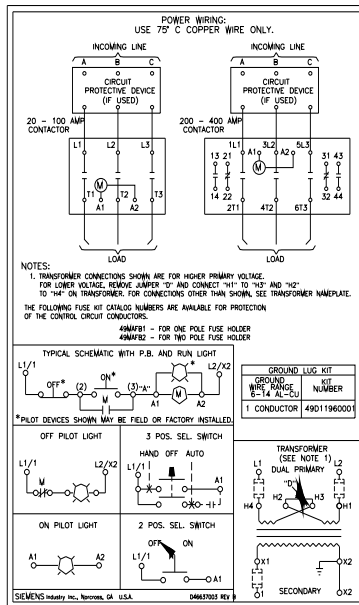 POWER WIRING:
USE 75° C COPPER WIRE ONLY.
INCOMING LINE
A B C
CIRCUIT
PROTECTIVE DEVICE
(IF USED)
20 - 100 AMP
CONTACTOR
L1 L2 L3
M
T1 T2 T3
A1 A2
LOAD
INCOMING LINE
A B C
CIRCUIT
PROTECTIVE DEVICE
(IF USED)
200 - 400 AMP
CONTACTOR
1L1 3L2 5L3
13 21 A1 A2 31 43
M
14 22 32 44
2T1 4T2 6T3
LOAD
NOTES:
1. TRANSFORMER CONNECTIONS SHOWN ARE FOR HIGHER PRIMARY VOLTAGE.
FOR LOWER VOLTAGE, REMOVE JUMPER "D" AND CONNECT "H1" TO "H3" AND "H2"
TO "H4" ON TRANSFORMER. FOR CONNECTIONS OTHER THAN SHOWN, SEE TRANSFORMER NAMEPLATE.
THE FOLLOWING FUSE KIT CATALOG NUMBERS ARE AVAILABLE FOR PROTECTION
OF THE CONTROL CIRCUIT CONDUCTORS.
49MAFB1 - FOR ONE POLE FUSE HOLDER
49MAFB2 - FOR TWO POLE FUSE HOLDER
TYPICAL SCHEMATIC WITH P.B. AND RUN LIGHT
L1/1 L2/X2
OFF* ON* (2) (3)"A" A1 M A2
M
*PILOT DEVICES SHOWN MAY BE FIELD OR FACTORY INSTALLED.
GROUND LUG KIT
GROUND WIRE RANGE 6-14 AL-CU
KIT NUMBER
1 CONDUCTOR 49D11960001
OFF PILOT LIGHT
L1/1 L2/X2
M
3 POS. SEL. SWITCH
HAND OFF AUTO
L1/1
A1
ON PILOT LIGHT
A1 A2
2 POS. SEL. SWITCH
OFF ON
L1/1
A1
TRANSFORMER
(SEE NOTE 1)
DUAL PRIMARY
L1 L2
"D"
H4 H2 H3 H1
X1 X2
SECONDARY
X2
SIEMENS Industry Inc., Norcross, GA U.S.A. D46637003 REV B